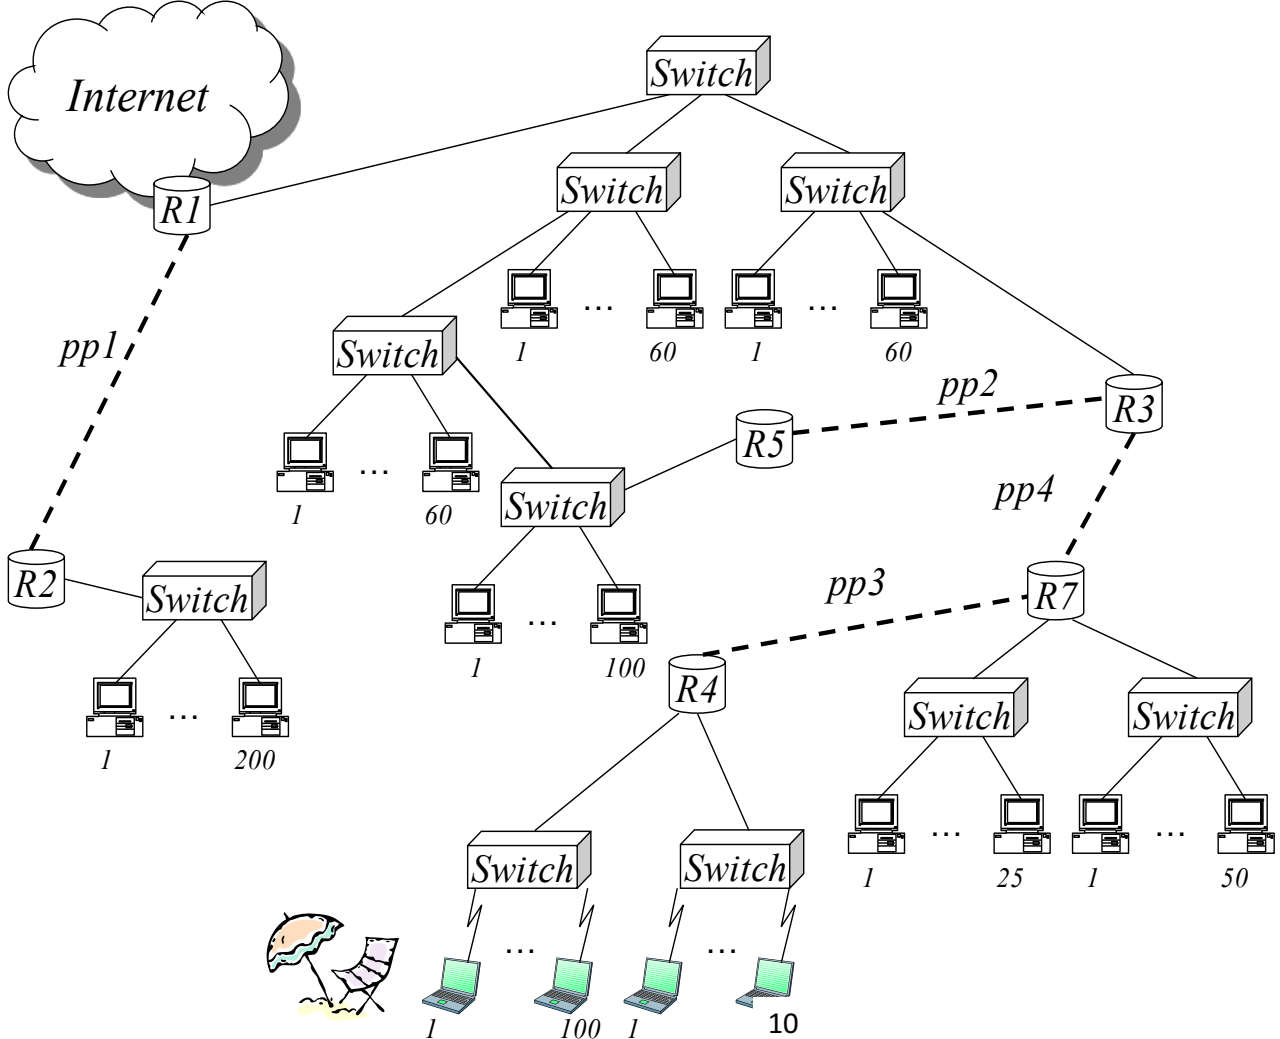 Switch
Internet
Switch
Switch
R1
...
...
Switch
pp1
1
60
1
60
pp2
R3
R5
...
pp4
Switch
1
60
R2
Switch
pp3
R7
...
1
100
R4
Switch
Switch
...
1
200
...
...
Switch
Switch
1
25
1
50
...
...
1
100
1
10